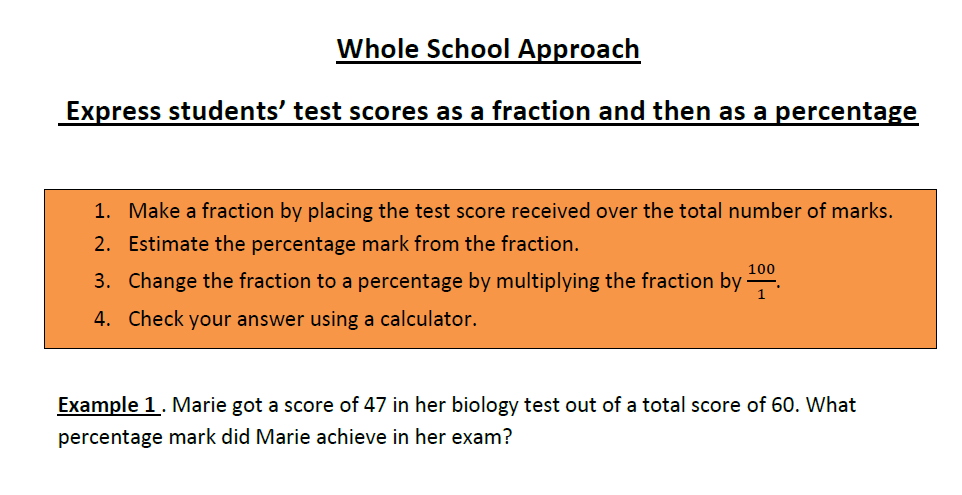 Whole School Approach
Express students’ test scores as a fraction and then as a percentage
1. Make a fraction by placing the test score received over the total number of marks.
2. Estimate the percentage mark from the fraction.
3. Change the fraction to a percentage by multiplying the fraction by 100/1.
4. Check your answer using a calculator.
Example 1 . Marie got a score of 47 in her biology test out of a total score of 60. What
percentage mark did Marie achieve in her exam?